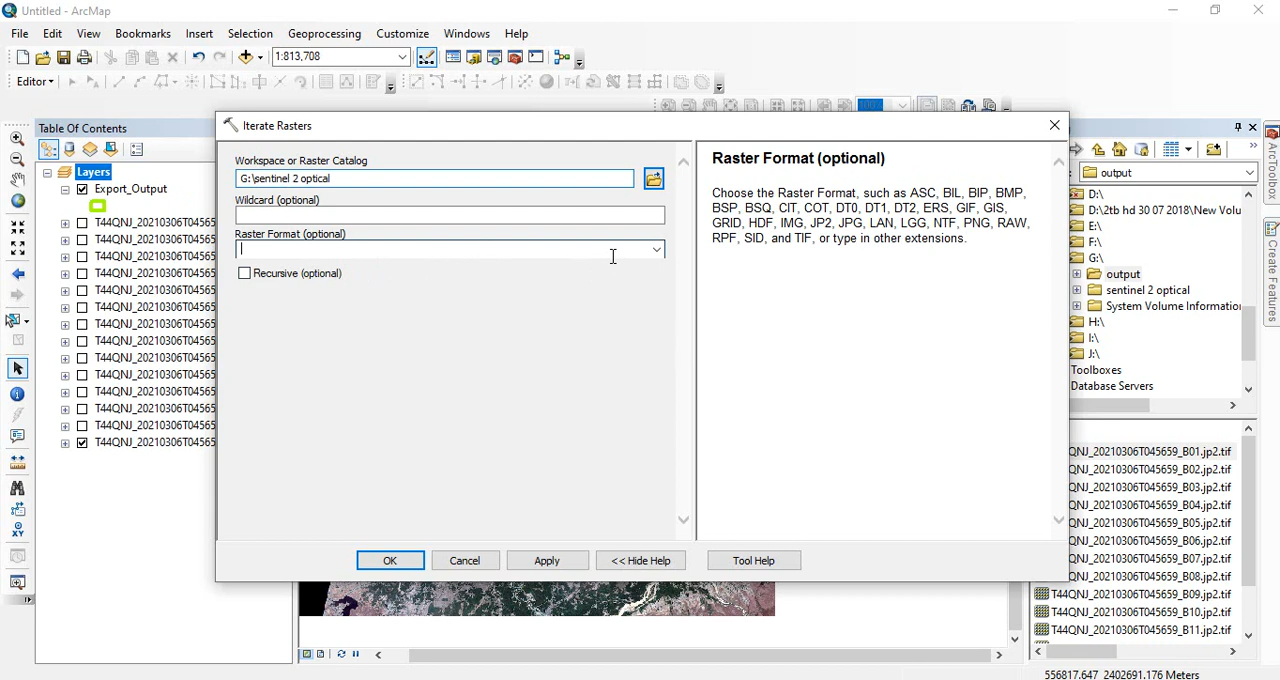 Untitled - ArcMap
File Edit View Bookmarks Insert Selection Geoprocessing Customize Windows Help
1:813,708
Editor
Iterate Rasters
Table Of Contents
Layers
Export_Output
T44QNJ_20210306T04565
T44QNJ_20210306T04565
T44QNJ_20210306T04565
T44QNJ_20210306T04565
T44QNJ_20210306T04565
T44QNJ_20210306T04565
T44QNJ_20210306T04565
T44QNJ_20210306T04565
T44QNJ_20210306T04565
T44QNJ_20210306T04565
T44QNJ_20210306T04565
T44QNJ_20210306T04565
T44QNJ_20210306T04565
T44QNJ_20210306T04565
Workspace or Raster Catalog
G:\sentinel 2 optical
Wildcard (optional)
Raster Format (optional)
Recursive (optional)
Raster Format (optional)
Choose the Raster Format, such as ASC, BIL, BIP, BMP,
BSP, BSQ, CIT, COT, DT0, DT1, DT2, ERS, GIF, GIS,
GRID, HDF, IMG, JP2, JPG, LAN, LGG, NTF, PNG, RAW,
RPF, SID, and TIF, or type in other extensions.
OK Cancel Apply << Hide Help Tool Help
output
D:\
D:\2tb hd 30 07 2018\New Volu
E:\
F:\
G:\
output
sentinel 2 optical
System Volume Information
H:\
I:\
J:\
Toolboxes
Database Servers
QNJ_20210306T045659_B01.jp2.tif
QNJ_20210306T045659_B02.jp2.tif
QNJ_20210306T045659_B03.jp2.tif
QNJ_20210306T045659_B04.jp2.tif
QNJ_20210306T045659_B05.jp2.tif
QNJ_20210306T045659_B06.jp2.tif
QNJ_20210306T045659_B07.jp2.tif
QNJ_20210306T045659_B08.jp2.tif
T44QNJ_20210306T045659_B09.jp2.tif
T44QNJ_20210306T045659_B10.jp2.tif
T44QNJ_20210306T045659_B11.jp2.tif
ArcToolbox
Create Features
556817.647 2402691.176 Meters